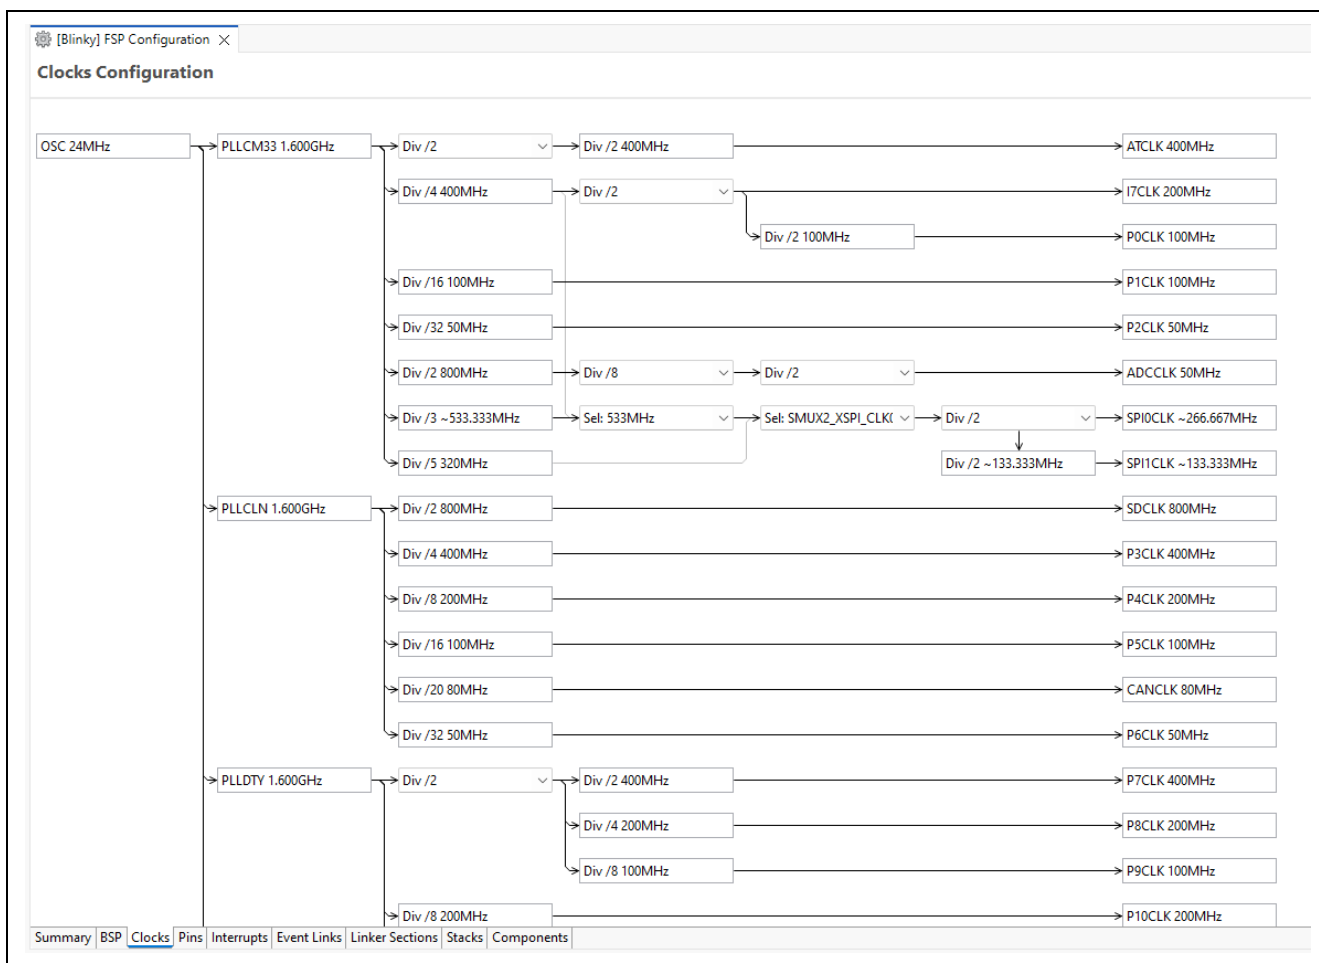 [Blinky] FSP Configuration
Clocks Configuration
OSC 24MHz PLLCM33 1.600GHz Div /2 Div /2 400MHz ATCLK 400MHz
Div /4 400MHz Div /2 I7CLK 200MHz
Div /2 100MHz P0CLK 100MHz
Div /16 100MHz P1CLK 100MHz
Div /32 50MHz P2CLK 50MHz
Div /2 800MHz Div /8 Div /2 ADCCLK 50MHz
Div /3 ~533.333MHz Sel: 533MHz Sel: SMUX2_XSPI_CLK( Div /2 SPI0CLK ~266.667MHz
Div /5 320MHz Div /2 ~133.333MHz SPI1CLK ~133.333MHz
PLLCLN 1.600GHz Div /2 800MHz SDCLK 800MHz
Div /4 400MHz P3CLK 400MHz
Div /8 200MHz P4CLK 200MHz
Div /16 100MHz P5CLK 100MHz
Div /20 80MHz CANCLK 80MHz
Div /32 50MHz P6CLK 50MHz
PLLDTY 1.600GHz Div /2 Div /2 400MHz P7CLK 400MHz
Div /4 200MHz P8CLK 200MHz
Div /8 100MHz P9CLK 100MHz
Div /8 200MHz P10CLK 200MHz
Summary BSP Clocks Pins Interrupts Event Links Linker Sections Stacks Components